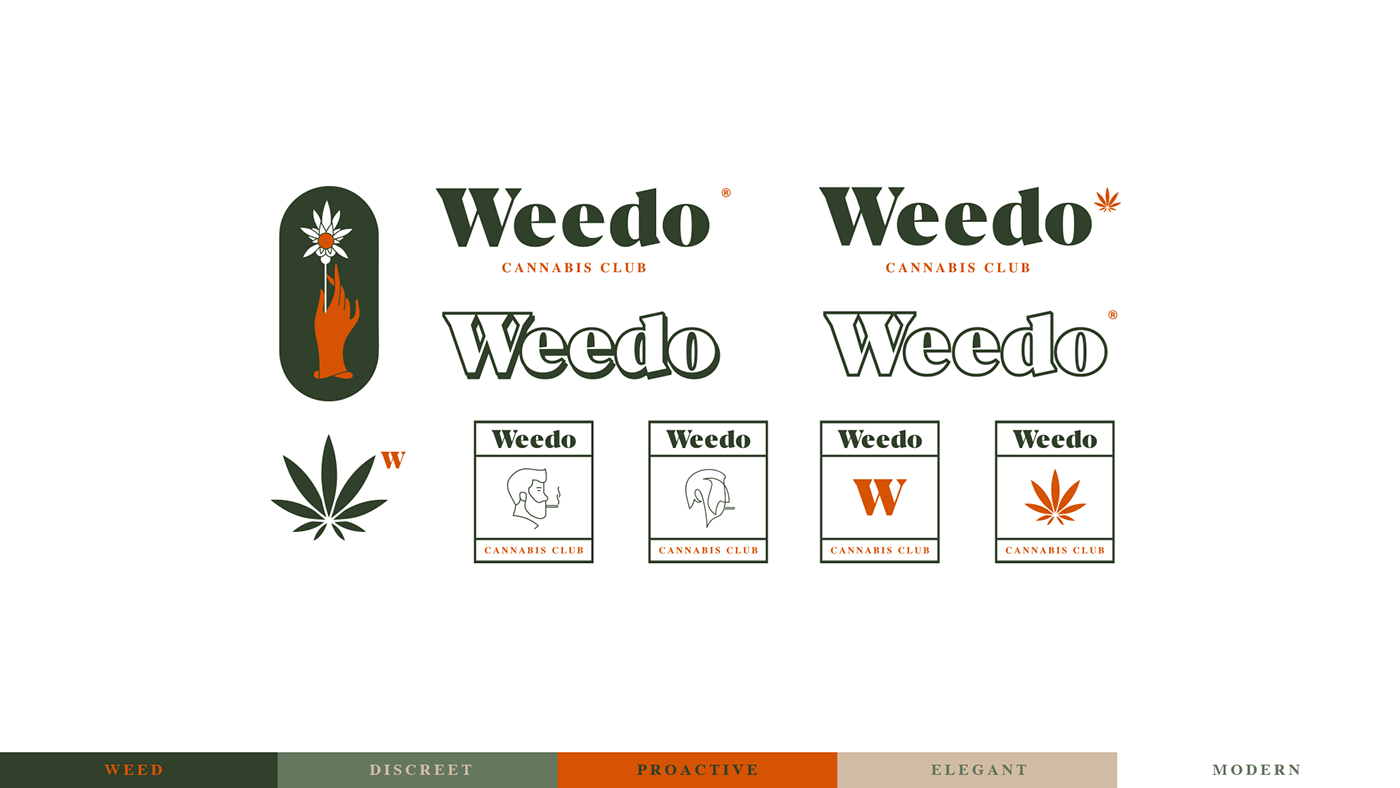 Weedo ®
CANNABIS CLUB
Weedo
CANNABIS CLUB
Weedo
Weedo ®
W
Weedo
CANNABIS CLUB
Weedo
CANNABIS CLUB
Weedo
W
CANNABIS CLUB
Weedo
CANNABIS CLUB
WEED
DISCREET
PROACTIVE
ELEGANT
MODERN